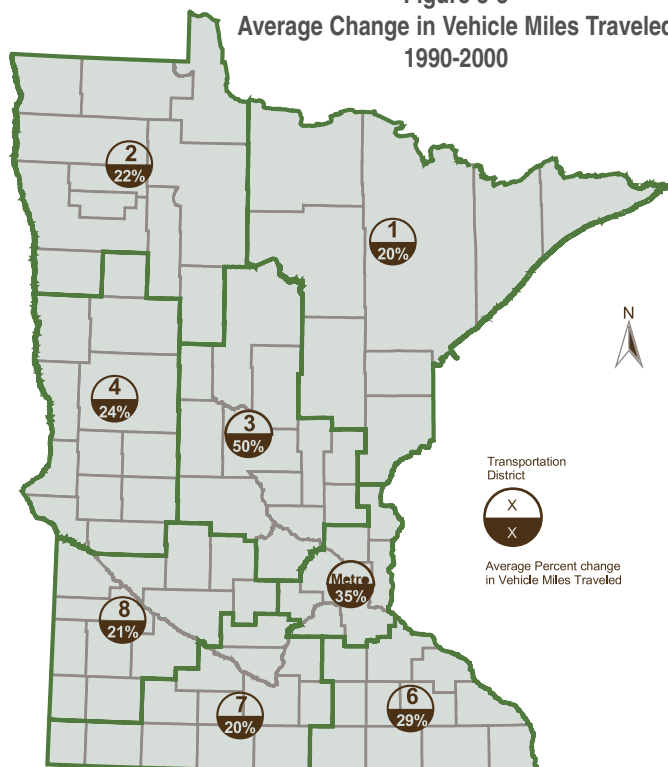 Average Change in Vehicle Miles Traveled
1990-2000
2
22%
1
20%
N
4
24%
3
50%
Transportation
District
X
X
Average Percent change
in Vehicle Miles Traveled
Metro
35%
8
21%
7
20%
6
29%